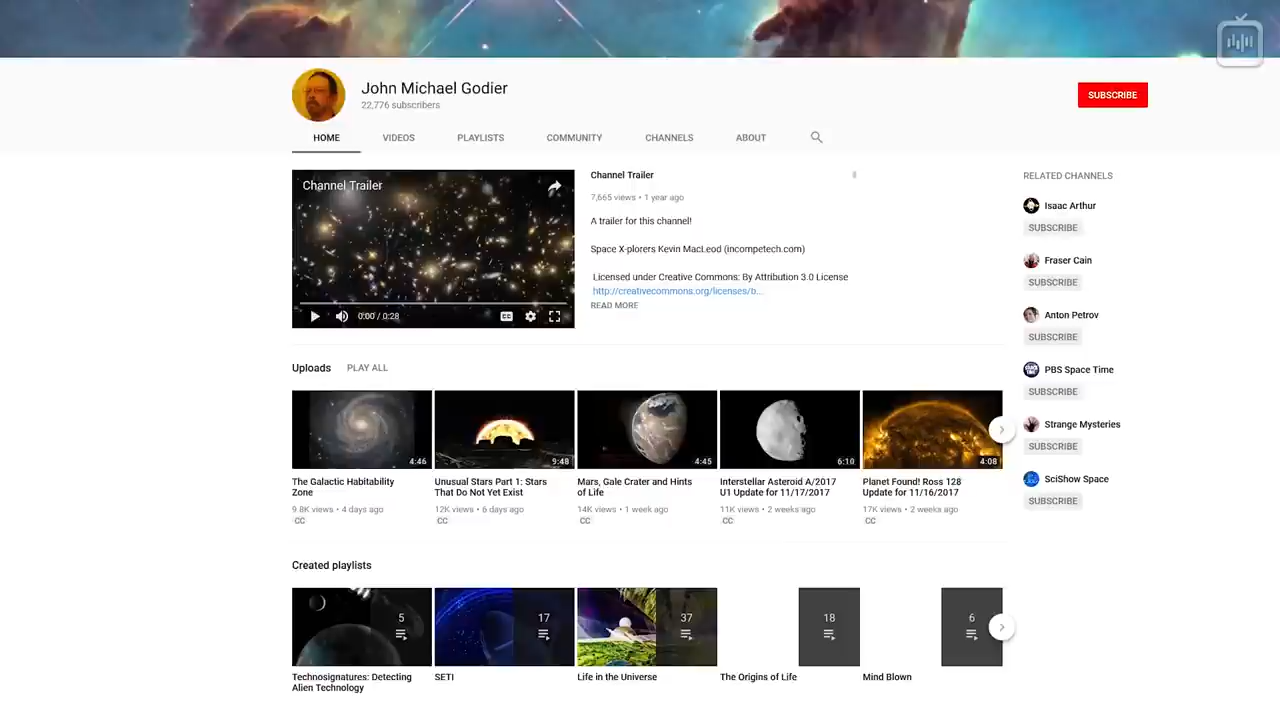 John Michael Godier
22,776 subscribers
SUBSCRIBE
HOME VIDEOS PLAYLISTS COMMUNITY CHANNELS ABOUT
Channel Trailer
0:00 / 0:28
CC
Channel Trailer
7,665 views • 1 year ago
A trailer for this channel!
Space X-plorers Kevin MacLeod (incompetech.com)
Licensed under Creative Commons: By Attribution 3.0 License
http://creativecommons.org/licenses/b...
READ MORE
RELATED CHANNELS
Isaac Arthur
SUBSCRIBE
Fraser Cain
SUBSCRIBE
Anton Petrov
SUBSCRIBE
PBS Space Time
SUBSCRIBE
Strange Mysteries
SUBSCRIBE
SciShow Space
SUBSCRIBE
Uploads PLAY ALL
4:46
The Galactic Habitability
Zone
9.8K views • 4 days ago
CC
9:48
Unusual Stars Part 1: Stars
That Do Not Yet Exist
12K views • 6 days ago
CC
4:45
Mars, Gale Crater and Hints
of Life
14K views • 1 week ago
CC
6:10
Interstellar Asteroid A/2017
U1 Update for 11/17/2017
11K views • 2 weeks ago
CC
4:08
Planet Found! Ross 128
Update for 11/16/2017
17K views • 2 weeks ago
CC
Created playlists
5
Technosignatures: Detecting
Alien Technology
17
SETI
37
Life in the Universe
18
The Origins of Life
6
Mind Blown